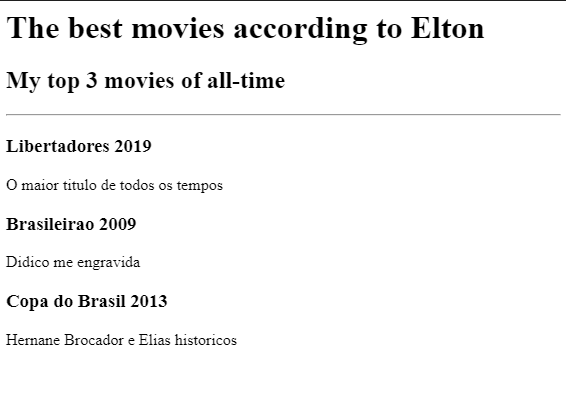 The best movies according to Elton
My top 3 movies of all-time
Libertadores 2019
O maior titulo de todos os tempos
Brasileirao 2009
Didico me engravida
Copa do Brasil 2013
Hernane Brocador e Elias historicos